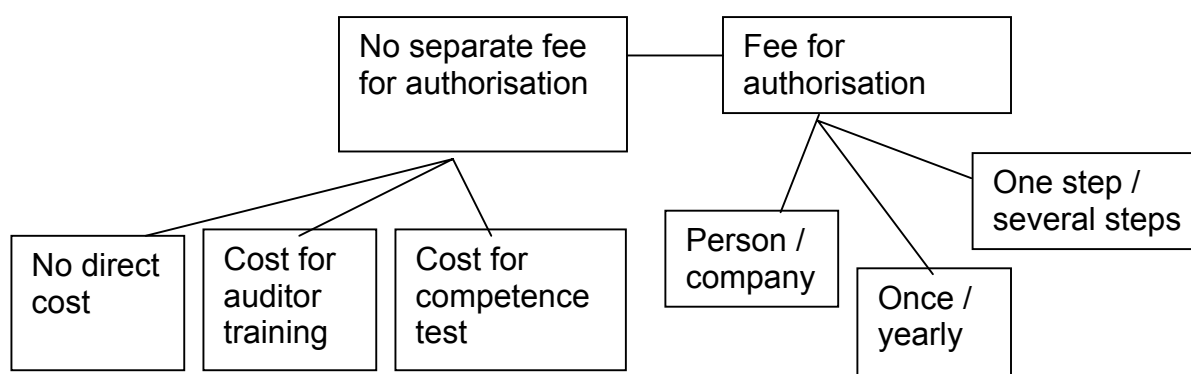 No separate fee
for authorisation
Fee for
authorisation
No direct
cost
Cost for
auditor
training
Cost for
competence
test
Person /
company
Once /
yearly
One step /
several steps